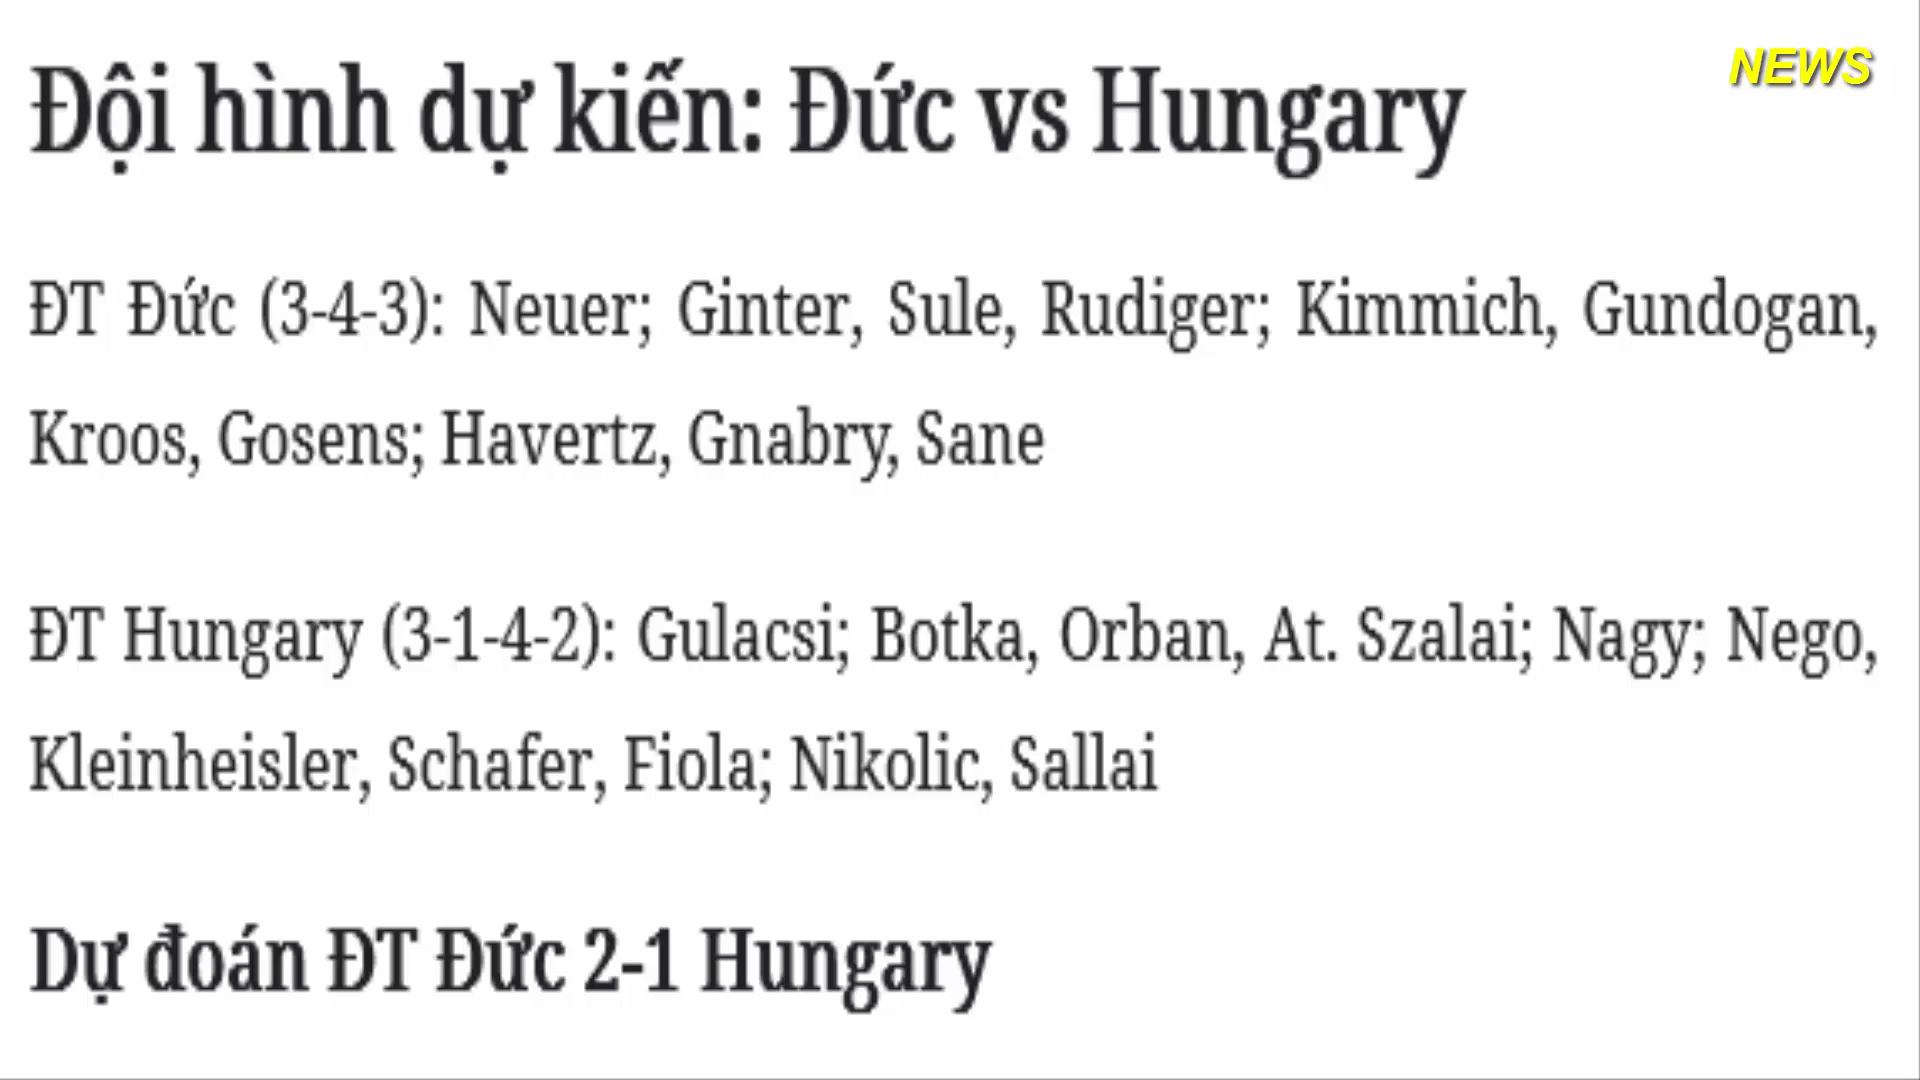 NEWS
Đội hình dự kiến: Đức vs Hungary
ĐT Đức (3-4-3): Neuer; Ginter, Sule, Rudiger; Kimmich, Gundogan,
Kroos, Gosens; Havertz, Gnabry, Sane
ĐT Hungary (3-1-4-2): Gulacsi; Botka, Orban, At. Szalai; Nagy; Nego,
Kleinheisler, Schafer, Fiola; Nikolic, Sallai
Dự đoán ĐT Đức 2-1 Hungary